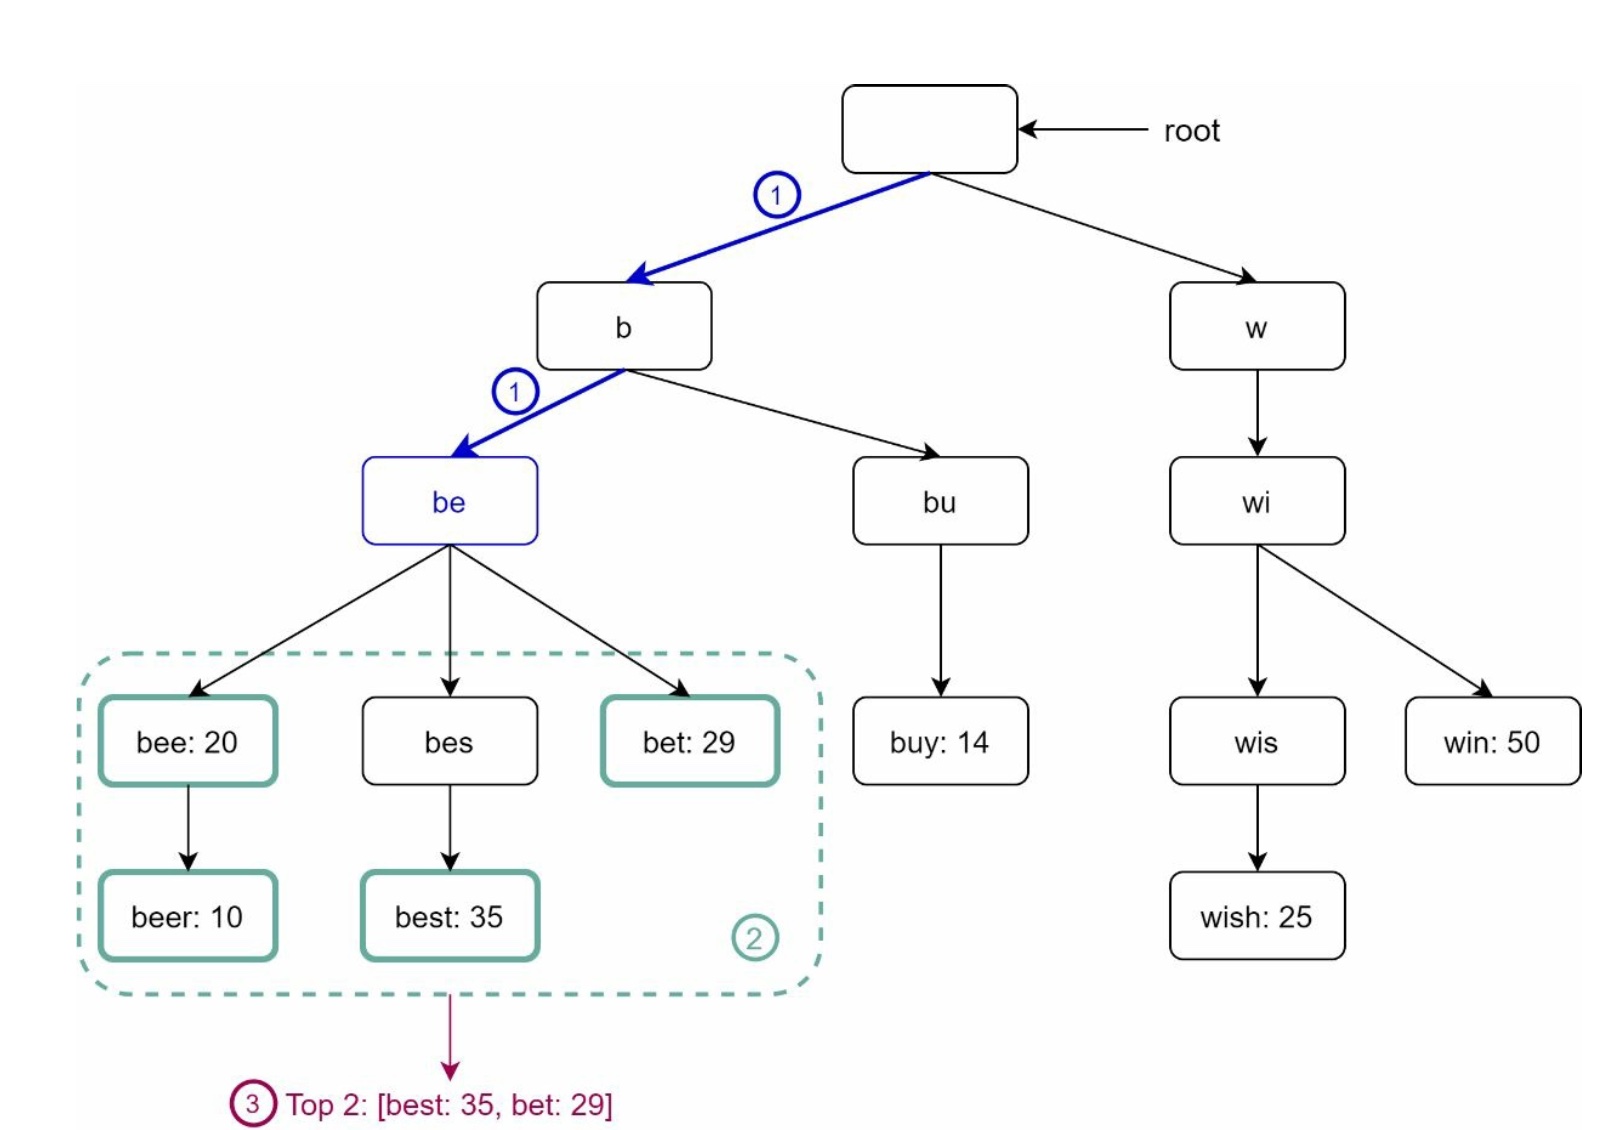 root
1
b
w
1
be
bu
wi
bee: 20
bes
bet: 29
buy: 14
wis
win: 50
beer: 10
best: 35
2
wish: 25
3 Top 2: [best: 35, bet: 29]